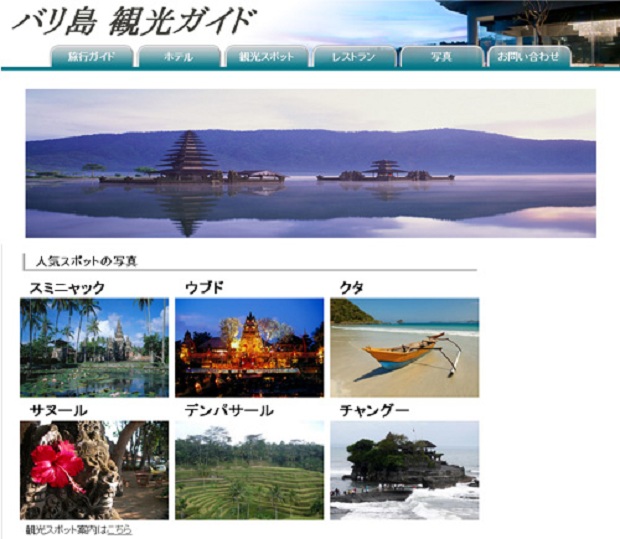 バリ島 観光ガイド
旅行ガイド ホテル 観光スポット レストラン 写真 お問い合わせ
人気スポットの写真
スミニャック ウブド クタ
サヌール デンパサール チャングー
観光スポット案内はこちら